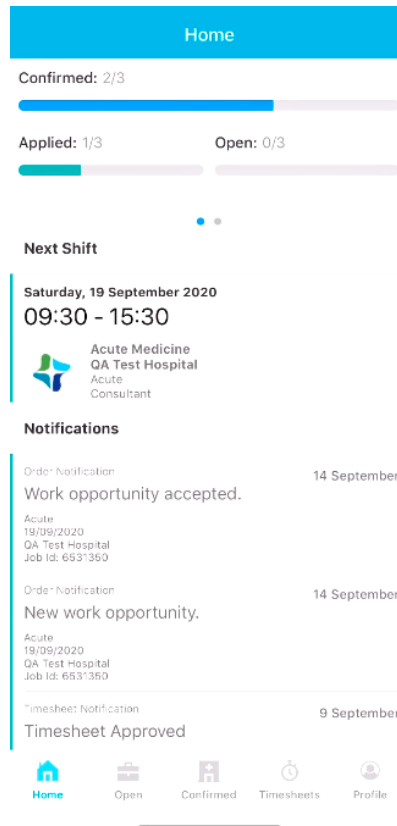 Home
Confirmed: 2/3
Applied: 1/3 Open: 0/3
Next Shift
Saturday, 19 September 2020
09:30 - 15:30
Acute Medicine
QA Test Hospital
Acute
Consultant
Notifications
Order Notification 14 September
Work opportunity accepted.
Acute
19/09/2020
QA Test Hospital
Job Id: 6531350
Order Notification 14 September
New work opportunity.
Acute
19/09/2020
QA Test Hospital
Job Id: 6531350
Timesheet Notification 9 September
Timesheet Approved
Home Open Confirmed Timesheets Profile